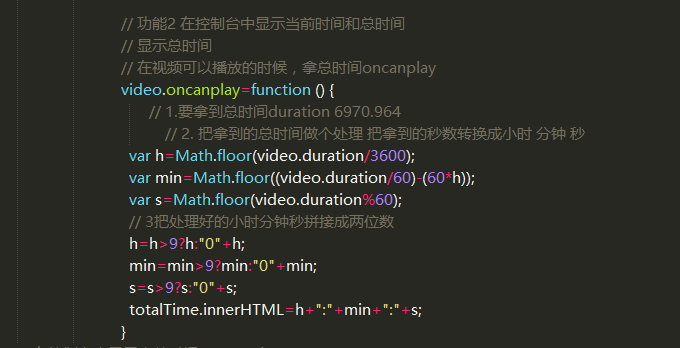 // 功能2 在控制台中显示当前时间和总时间
// 显示总时间
// 在视频可以播放的时候，拿总时间oncanplay
video.oncanplay=function () {
// 1.要拿到总时间duration 6970.964
// 2. 把拿到的总时间做个处理 把拿到的秒数转换成小时 分钟 秒
var h=Math.floor(video.duration/3600);
var min=Math.floor((video.duration/60)-(60*h));
var s=Math.floor(video.duration%60);
// 3把处理好的小时分钟秒拼接成两位数
h=h>9?h:"0"+h;
min=min>9?min:"0"+min;
s=s>9?s:"0"+s;
totalTime.innerHTML=h+":"+min+":"+s;
}